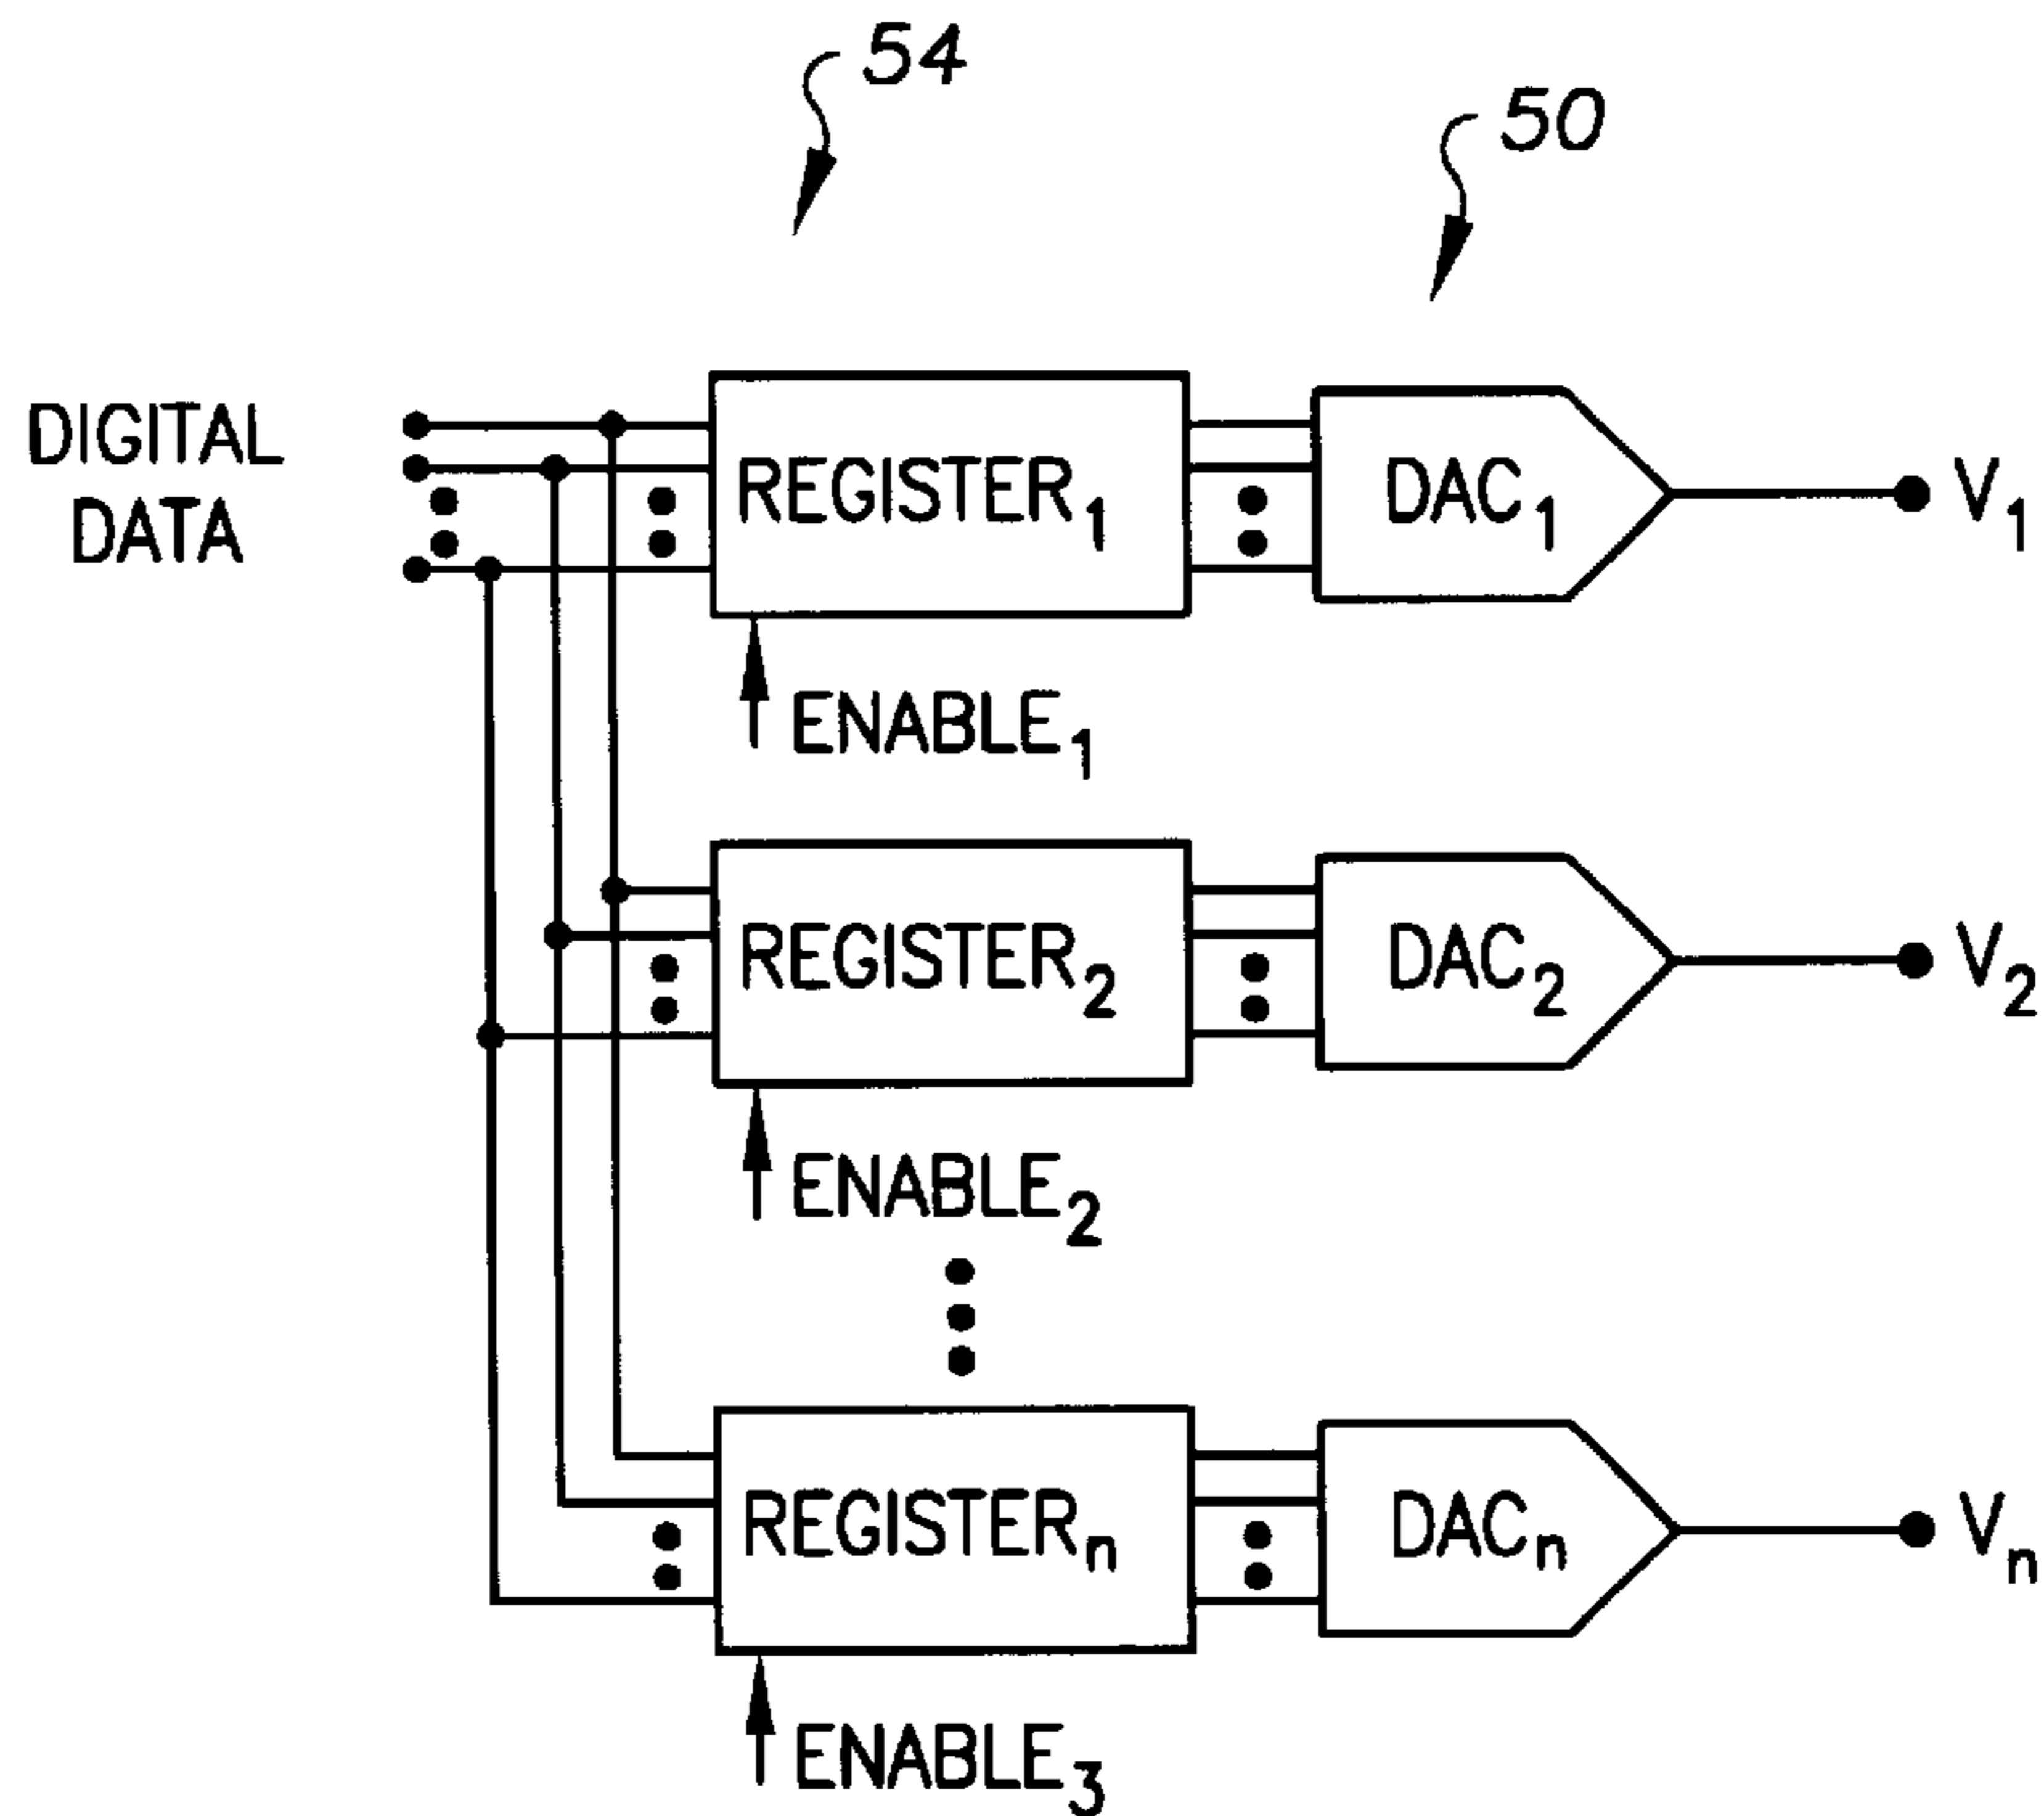 54
50
DIGITAL
DATA
REGISTER₁
DAC₁
V₁
ENABLE₁
REGISTER₂
DAC₂
V₂
ENABLE₂
REGISTERₙ
DACₙ
Vₙ
ENABLE₃